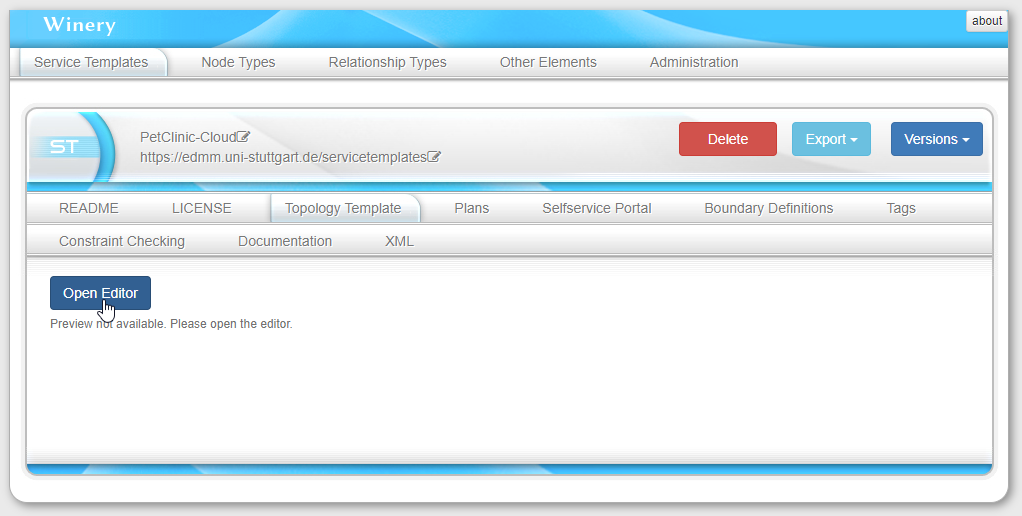 Winery
about
Service Templates Node Types Relationship Types Other Elements Administration
ST
PetClinic-Cloud
https://edmm.uni-stuttgart.de/servicetemplates
Delete Export Versions
README LICENSE Topology Template Plans Selfservice Portal Boundary Definitions Tags
Constraint Checking Documentation XML
Open Editor
Preview not available. Please open the editor.